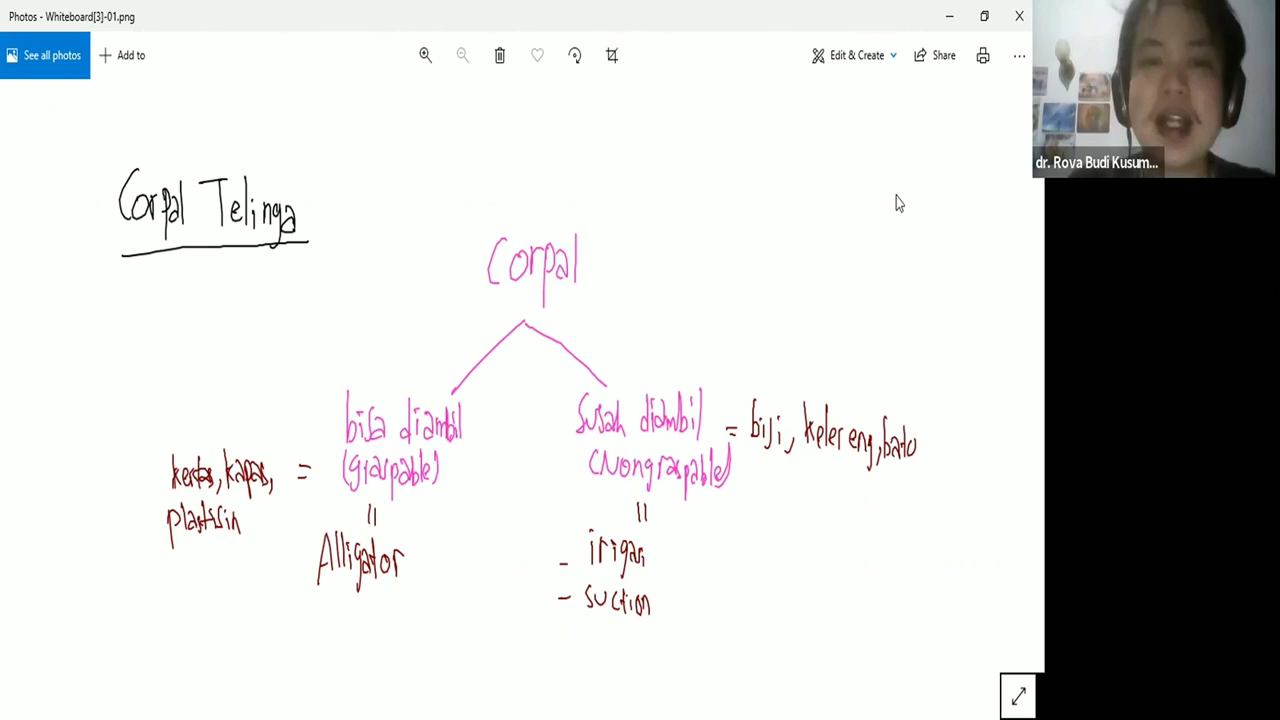 Photos - Whiteboard[3]-01.png
See all photos
Add to
Edit & Create
Share
dr. Rova Budi Kusum...
Corpal Telinga
Corpal
bisa diambil
(graspable)
kertas, kapas,
plastisin
=
=
Alligator
Susah diambil
(Nongraspable)
= biji, kelereng, batu
=
- irigasi
- suction